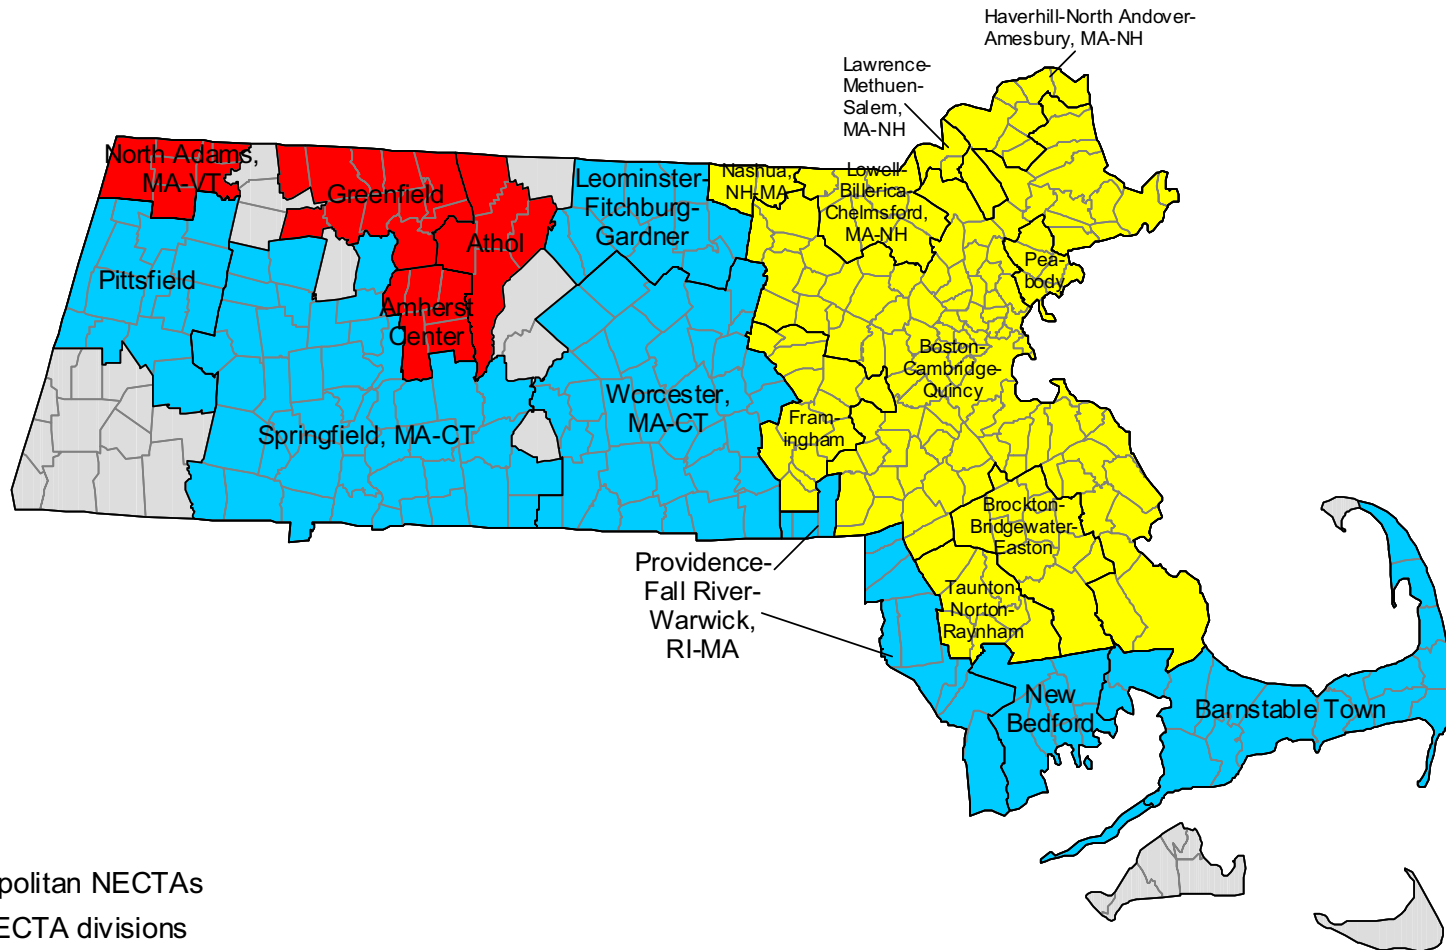 Haverhill-North Andover-
Amesbury, MA-NH
Lawrence-
Methuen-
Salem,
MA-NH
North Adams,
MA-VT
Greenfield
Leominster-
Fitchburg-
Gardner
Nashua,
NH-MA
Lowell-
Billerica-
Chelmsford,
MA-NH
Athol
Pittsfield
Pea-
body
Amherst
Center
Boston-
Cambridge-
Quincy
Worcester,
MA-CT
Fram-
ingham
Springfield, MA-CT
Brockton-
Bridgewater-
Easton
Providence-
Fall River-
Warwick,
RI-MA
Taunton-
Norton-
Raynham
New
Bedford
Barnstable Town
politan NECTAs
ECTA divisions